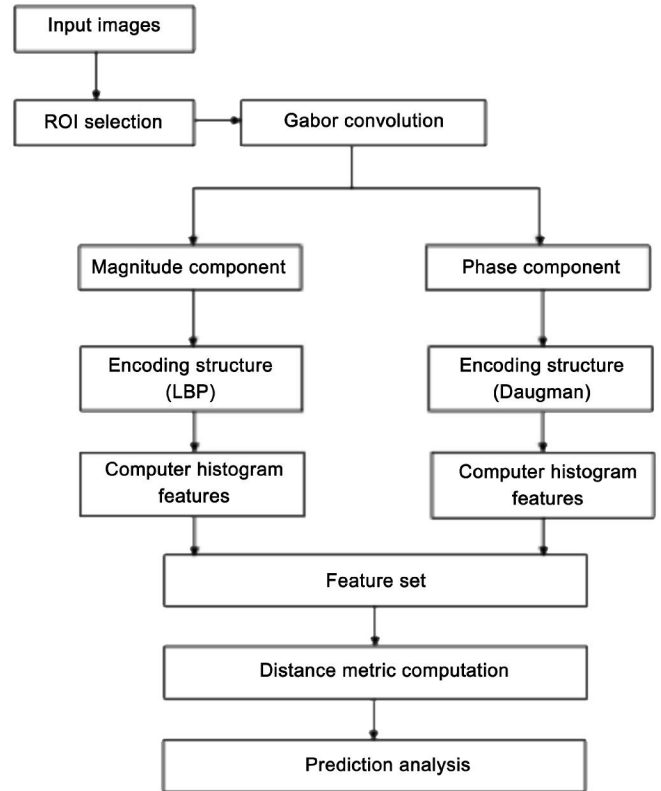 Input images
ROI selection
Gabor convolution
Magnitude component
Phase component
Encoding structure
(LBP)
Encoding structure
(Daugman)
Computer histogram
features
Computer histogram
features
Feature set
Distance metric computation
Prediction analysis